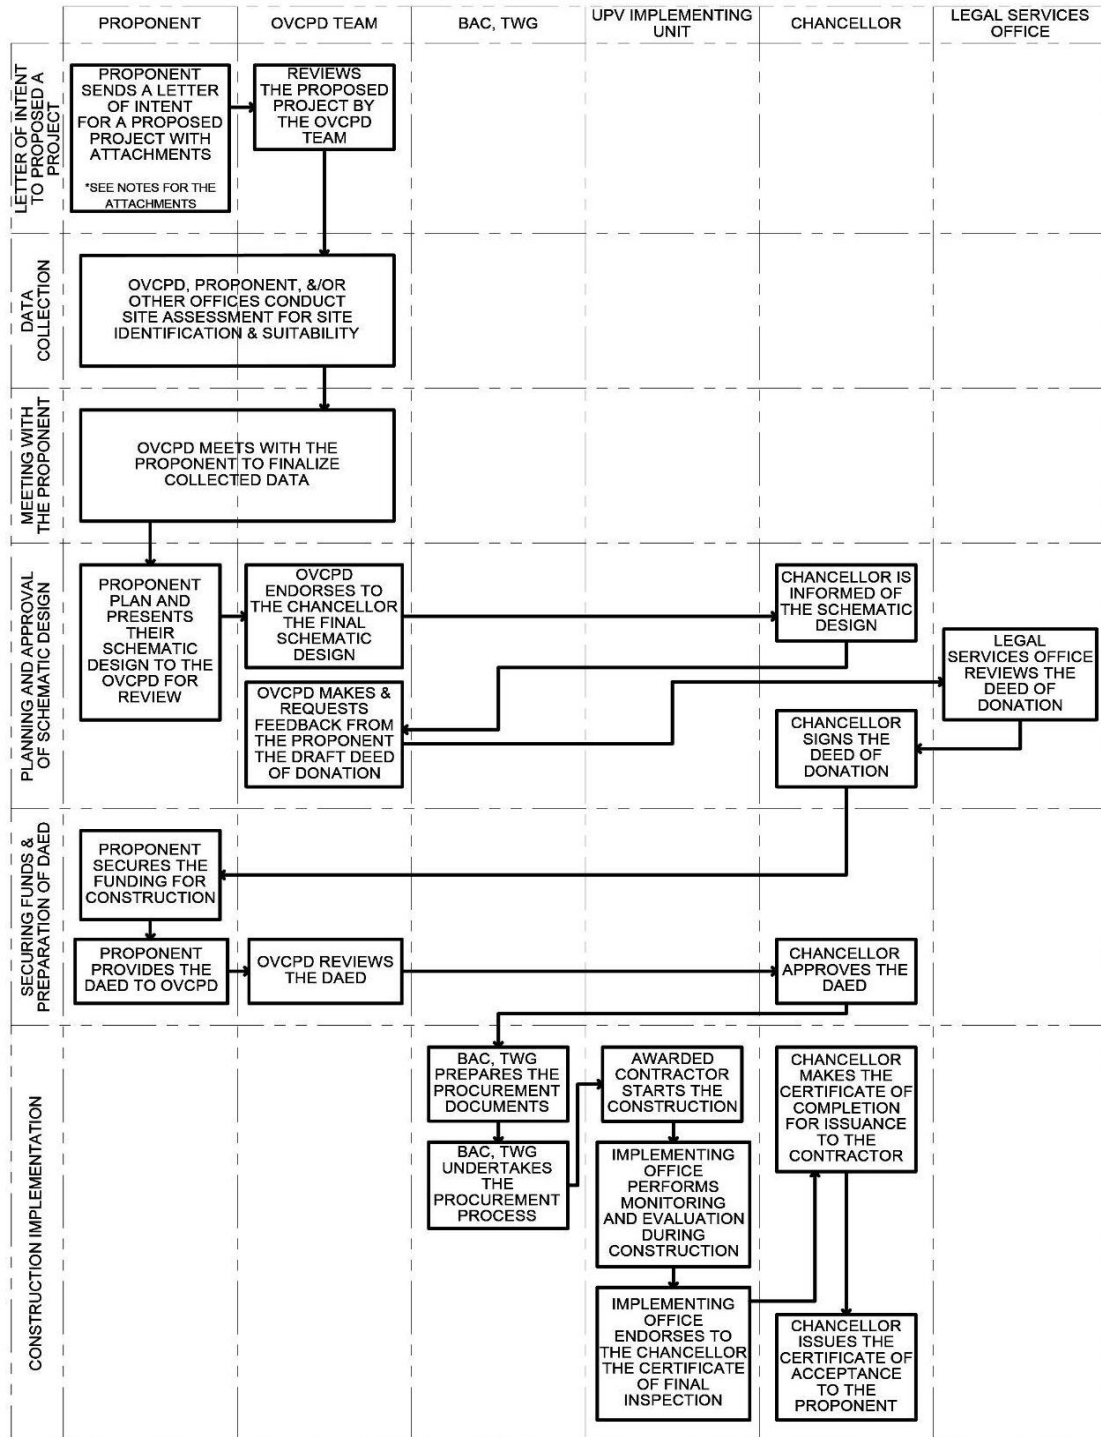 PROPONENT
OVCPD TEAM
BAC, TWG
UPV IMPLEMENTING
UNIT
CHANCELLOR
LEGAL SERVICES
OFFICE
LETTER OF INTENT
TO PROPOSED A
PROJECT
PROPONENT
SENDS A LETTER
OF INTENT
FOR A PROPOSED
PROJECT WITH
ATTACHMENTS
*SEE NOTES FOR THE
ATTACHMENTS
REVIEWS
THE PROPOSED
PROJECT BY
THE OVCPD
TEAM
DATA
COLLECTION
OVCPD, PROPONENT, &/OR
OTHER OFFICES CONDUCT
SITE ASSESSMENT FOR SITE
IDENTIFICATION & SUITABILITY
MEETING WITH
THE PROPONENT
OVCPD MEETS WITH THE
PROPONENT TO FINALIZE
COLLECTED DATA
PLANNING AND APPROVAL
OF SCHEMATIC DESIGN
PROPONENT
PLAN AND
PRESENTS
THEIR
SCHEMATIC
DESIGN TO THE
OVCPD FOR
REVIEW
OVCPD
ENDORSES TO
THE CHANCELLOR
THE FINAL
SCHEMATIC
DESIGN
CHANCELLOR IS
INFORMED OF
THE SCHEMATIC
DESIGN
LEGAL
SERVICES OFFICE
REVIEWS THE
DEED OF
DONATION
OVCPD MAKES &
REQUESTS
FEEDBACK FROM
THE PROPONENT
THE DRAFT DEED
OF DONATION
CHANCELLOR
SIGNS THE
DEED OF
DONATION
SECURING FUNDS &
PREPARATION OF DAED
PROPONENT
SECURES THE
FUNDING FOR
CONSTRUCTION
PROPONENT
PROVIDES THE
DAED TO OVCPD
OVCPD REVIEWS
THE DAED
CHANCELLOR
APPROVES THE
DAED
CONSTRUCTION IMPLEMENTATION
BAC, TWG
PREPARES THE
PROCUREMENT
DOCUMENTS
BAC, TWG
UNDERTAKES
THE
PROCUREMENT
PROCESS
AWARDED
CONTRACTOR
STARTS THE
CONSTRUCTION
IMPLEMENTING
OFFICE
PERFORMS
MONITORING
AND EVALUATION
DURING
CONSTRUCTION
IMPLEMENTING
OFFICE
ENDORSES TO
THE CHANCELLOR
THE CERTIFICATE
OF FINAL
INSPECTION
CHANCELLOR
MAKES THE
CERTIFICATE OF
COMPLETION
FOR ISSUANCE
TO THE
CONTRACTOR
CHANCELLOR
ISSUES THE
CERTIFICATE OF
ACCEPTANCE
TO THE
PROPONENT